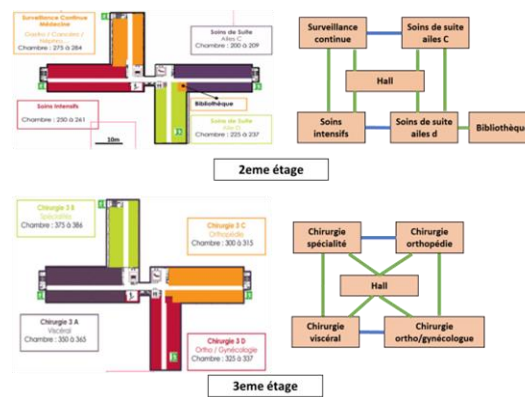 Surveillance Continue
Médecine
Gastro / Cancéro /
Chambre : 275 à 284
Soins de Suite
Ailes C
Chambre : 200 à 209
Soins Intensifs
Chambre : 250 à 261
Bibliothèque
Soins de Suite
Aile D
Chambre : 225 à 237
10m
Surveillance
continue
Soins de suite
ailes C
Hall
Soins
intensifs
Soins de suite
ailes d
Bibliothèque
2eme étage
Chirurgie 3 B
Spécialités
Chambre : 375 à 386
Chirurgie 3 C
Orthopédie
Chambre : 300 à 315
Chirurgie 3 A
Viscéral
Chambre : 350 à 365
Chirurgie 3 D
Ortho / Gynécologie
Chambre : 325 à 337
Chirurgie
spécialité
Chirurgie
orthopédie
Hall
Chirurgie
viscéral
Chirurgie
ortho/gynécologue
3eme étage